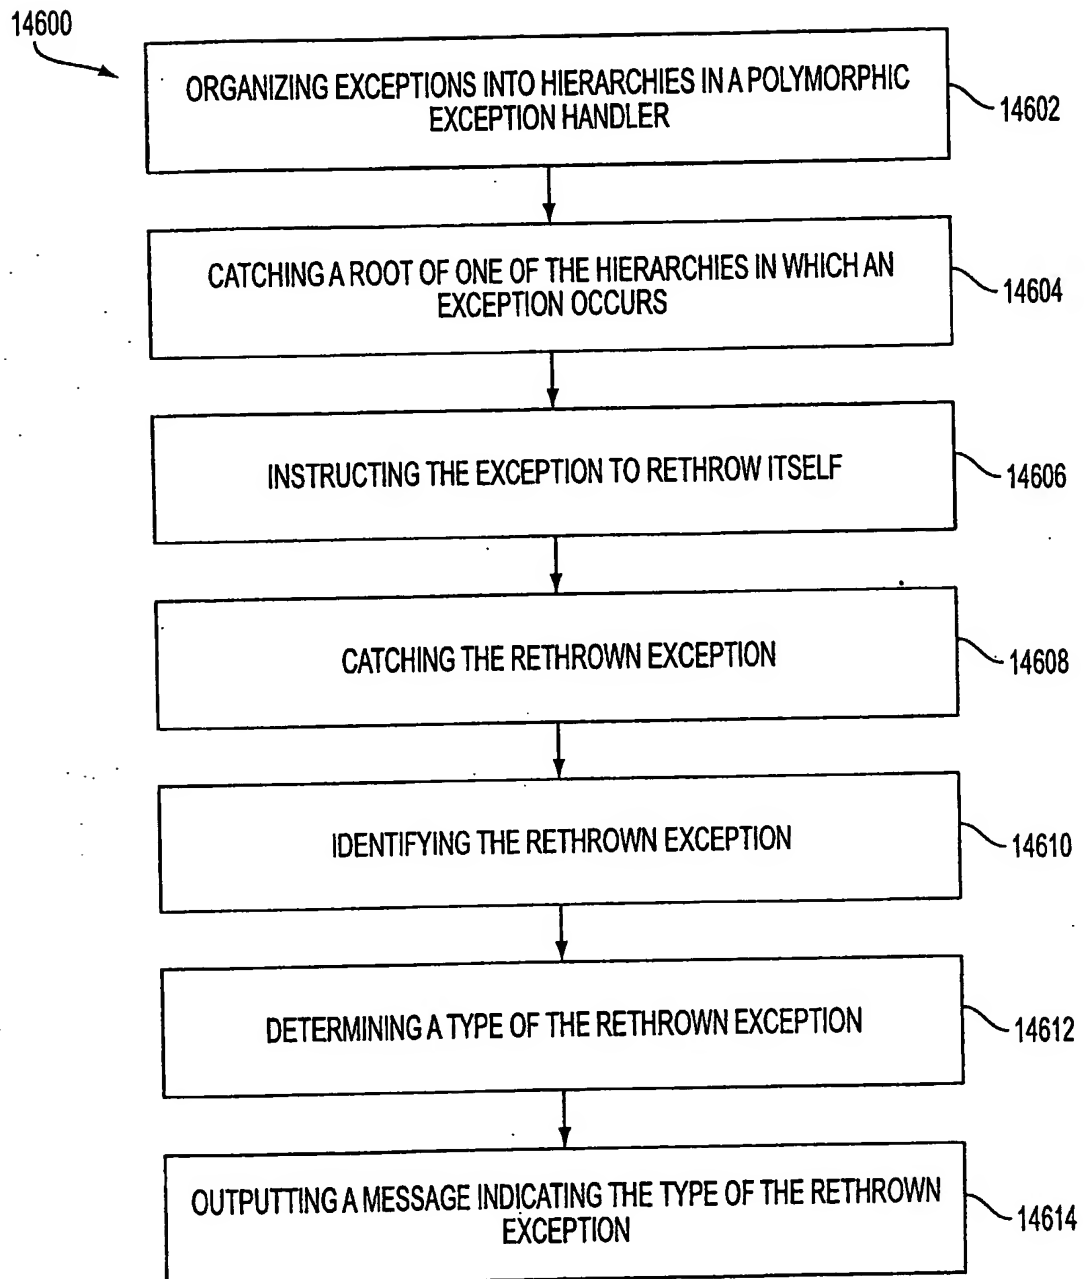 14600
ORGANIZING EXCEPTIONS INTO HIERARCHIES IN A POLYMORPHIC
EXCEPTION HANDLER
14602
CATCHING A ROOT OF ONE OF THE HIERARCHIES IN WHICH AN
EXCEPTION OCCURS
14604
INSTRUCTING THE EXCEPTION TO RETHROW ITSELF
14606
CATCHING THE RETHROWN EXCEPTION
14608
IDENTIFYING THE RETHROWN EXCEPTION
14610
DETERMINING A TYPE OF THE RETHROWN EXCEPTION
14612
OUTPUTTING A MESSAGE INDICATING THE TYPE OF THE RETHROWN
EXCEPTION
14614